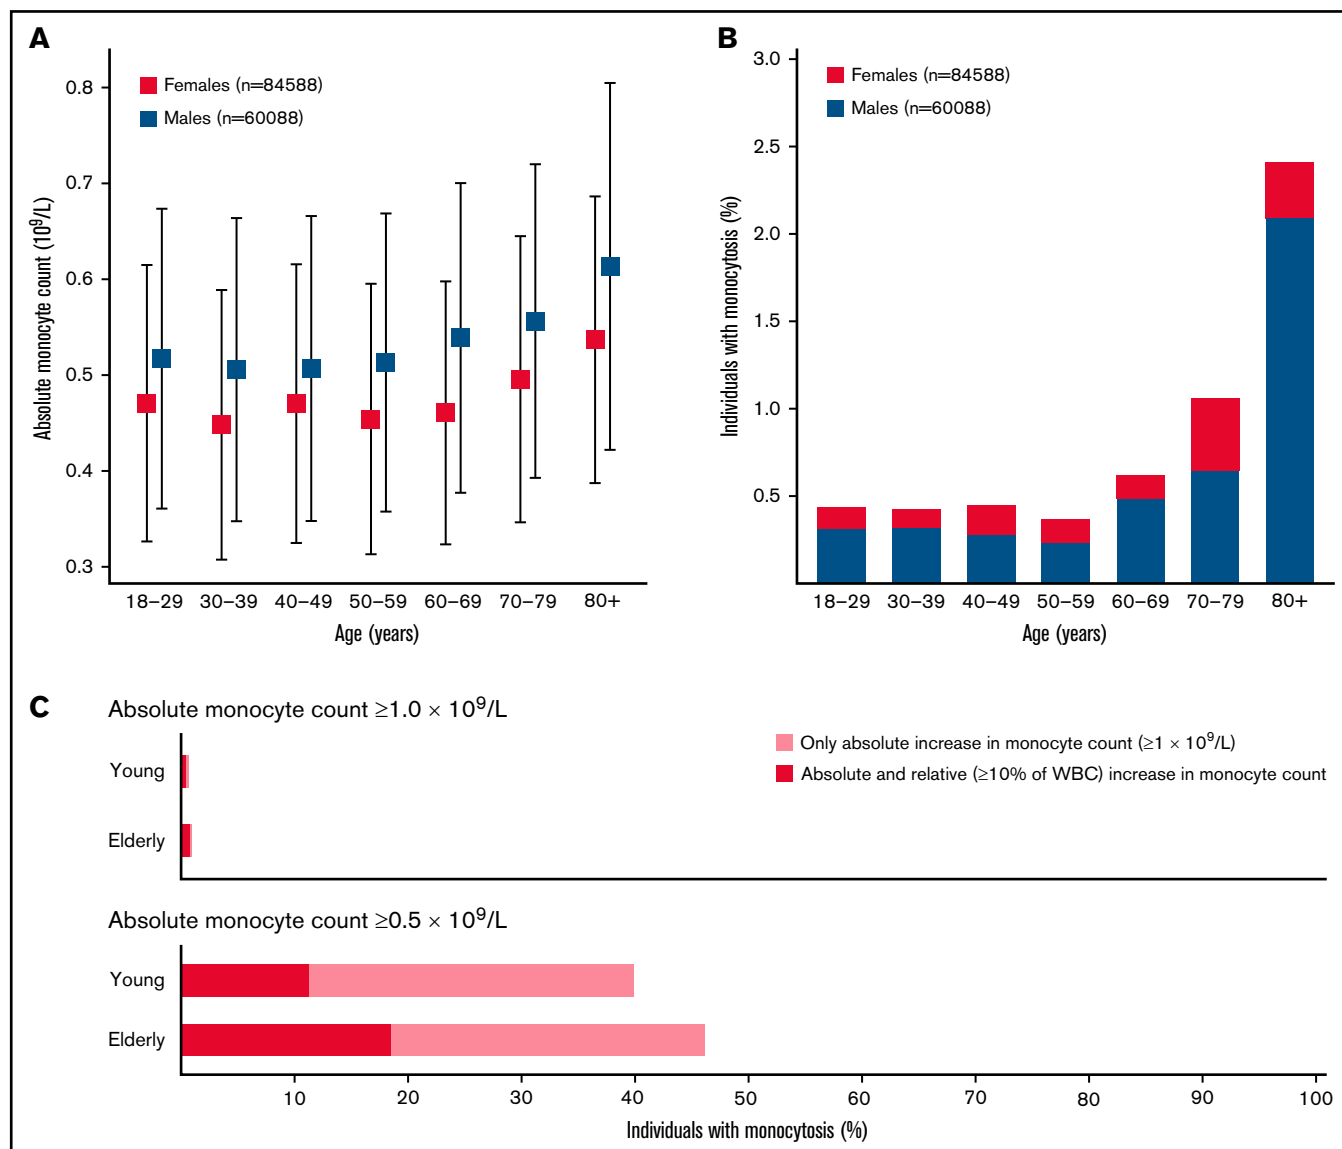 A
Females (n=84588)
Males (n=60088)
Absolute monocyte count (10⁹/L)
0.8
0.7
0.6
0.5
0.4
0.3
18–29 30–39 40–49 50–59 60–69 70–79 80+
Age (years)
B
Females (n=84588)
Males (n=60088)
Individuals with monocytosis (%)
3.0
2.5
2.0
1.5
1.0
0.5
18–29 30–39 40–49 50–59 60–69 70–79 80+
Age (years)
C
Absolute monocyte count ≥1.0 × 10⁹/L
Only absolute increase in monocyte count (≥1 × 10⁹/L)
Absolute and relative (≥10% of WBC) increase in monocyte count
Young
Elderly
Absolute monocyte count ≥0.5 × 10⁹/L
Young
Elderly
10 20 30 40 50 60 70 80 90 100
Individuals with monocytosis (%)